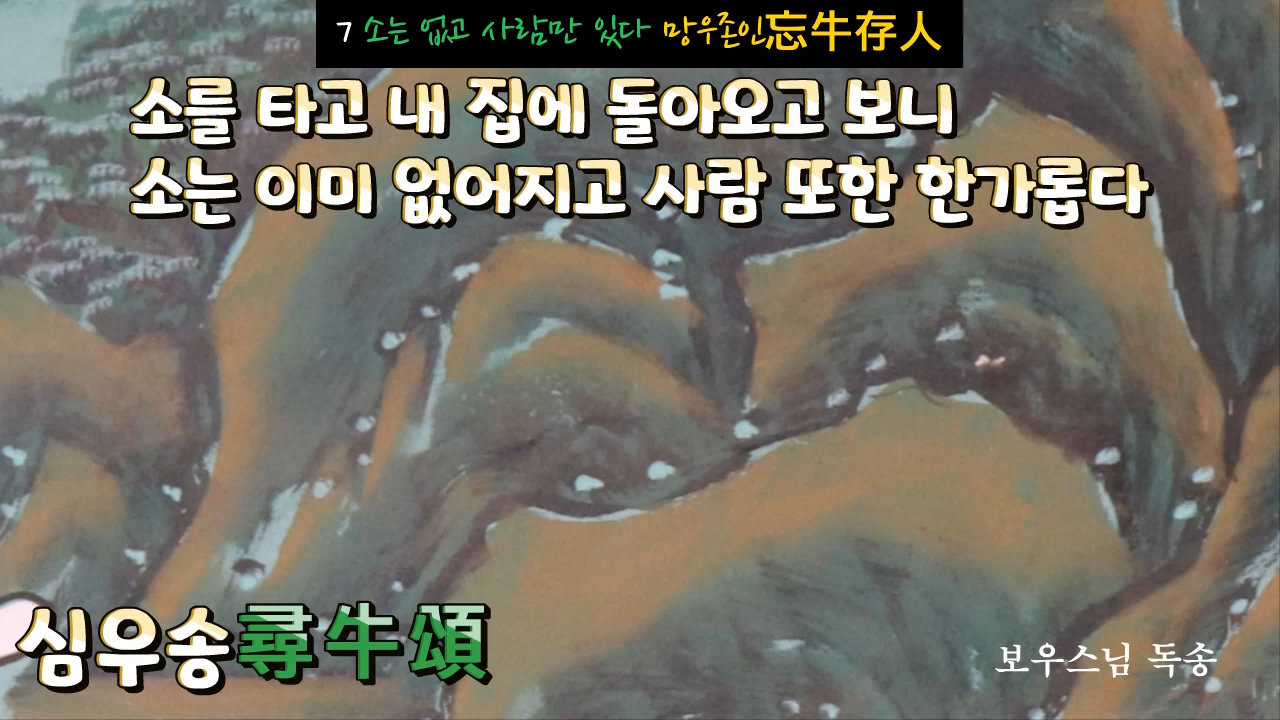 7 소는 없고 사람만 있다 망우존인忘牛存人
소를 타고 내 집에 돌아오고 보니
소는 이미 없어지고 사람 또한 한가롭다
심우송尋牛頌
보우스님 독송